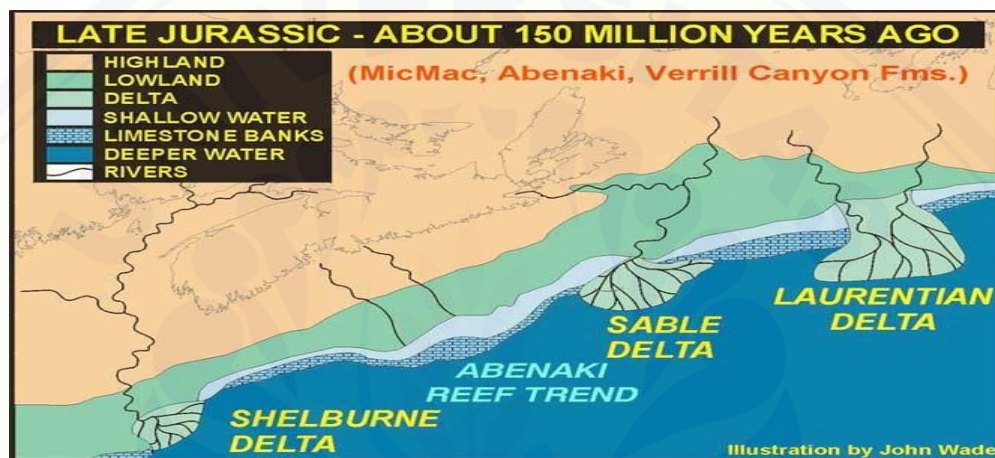 LATE JURASSIC - ABOUT 150 MILLION YEARS AGO
HIGHLAND
LOWLAND
DELTA
SHALLOW WATER
LIMESTONE BANKS
DEEPER WATER
RIVERS
(MicMac, Abenaki, Verrill Canyon Fms.)
LAURENTIAN
DELTA
SABLE
DELTA
ABENAKI
REEF TREND
SHELBURNE
DELTA
Illustration by John Wade